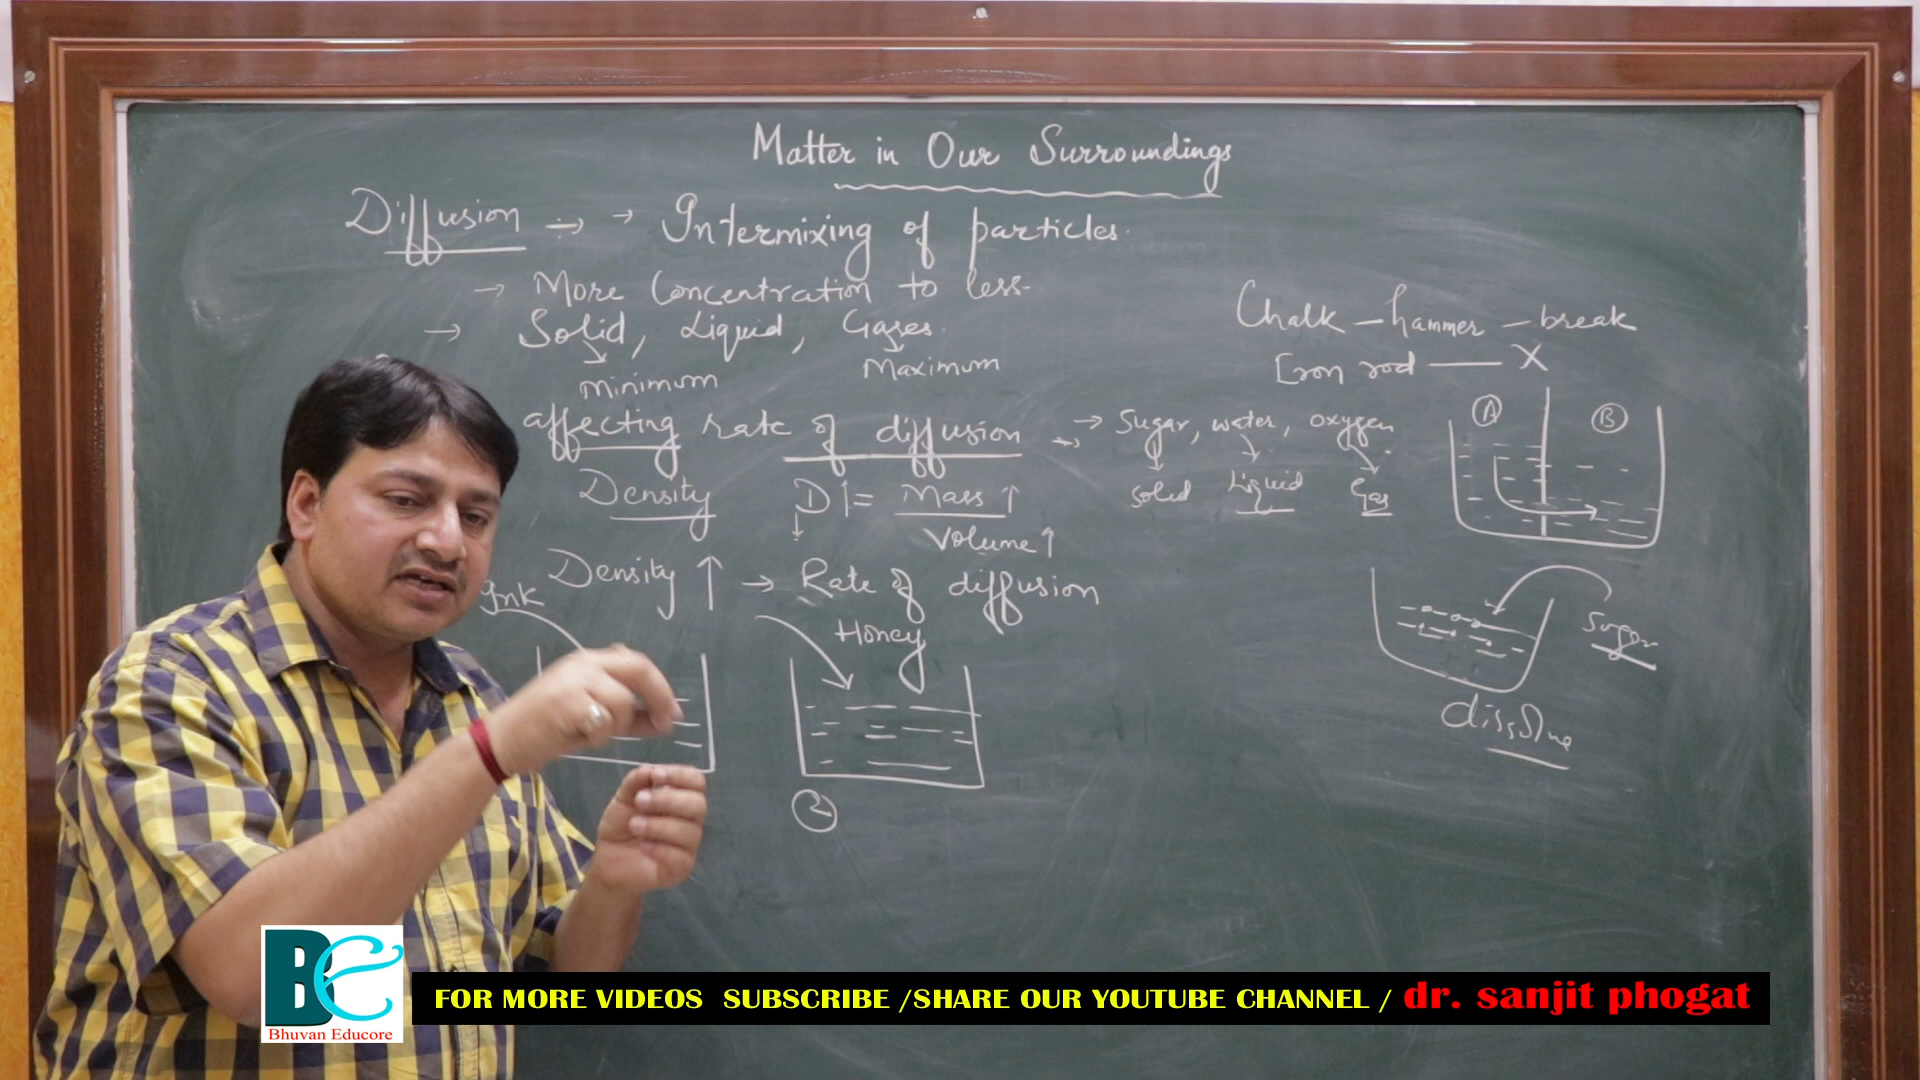 Matter in Our Surroundings
Diffusion → → Intermixing of particles.
→ More Concentration to less.
→ Solid, Liquid, Gases.
minimum Maximum
affecting rate of diffusion → → Sugar, water, oxygen.
solid Liquid Gas
Density D↑ = Mass ↑
Volume ↑
Density ↑ → Rate of diffusion
Ink
Honey
②
Chalk – hammer – break
Iron rod —— X
Ⓐ Ⓑ
Sugar
dissolve
Be
Bhuvan Educore
FOR MORE VIDEOS SUBSCRIBE /SHARE OUR YOUTUBE CHANNEL / dr. sanjit phogat